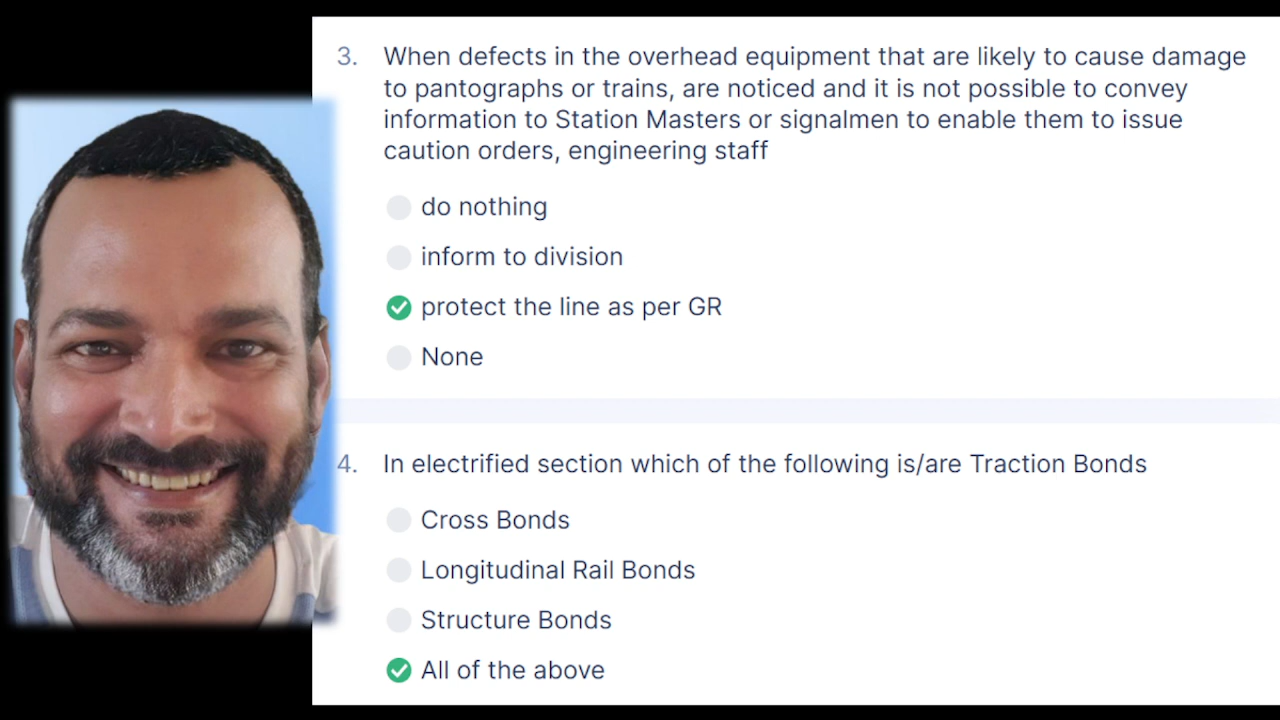 3. When defects in the overhead equipment that are likely to cause damage
to pantographs or trains, are noticed and it is not possible to convey
information to Station Masters or signalmen to enable them to issue
caution orders, engineering staff
do nothing
inform to division
protect the line as per GR
None
4. In electrified section which of the following is/are Traction Bonds
Cross Bonds
Longitudinal Rail Bonds
Structure Bonds
All of the above